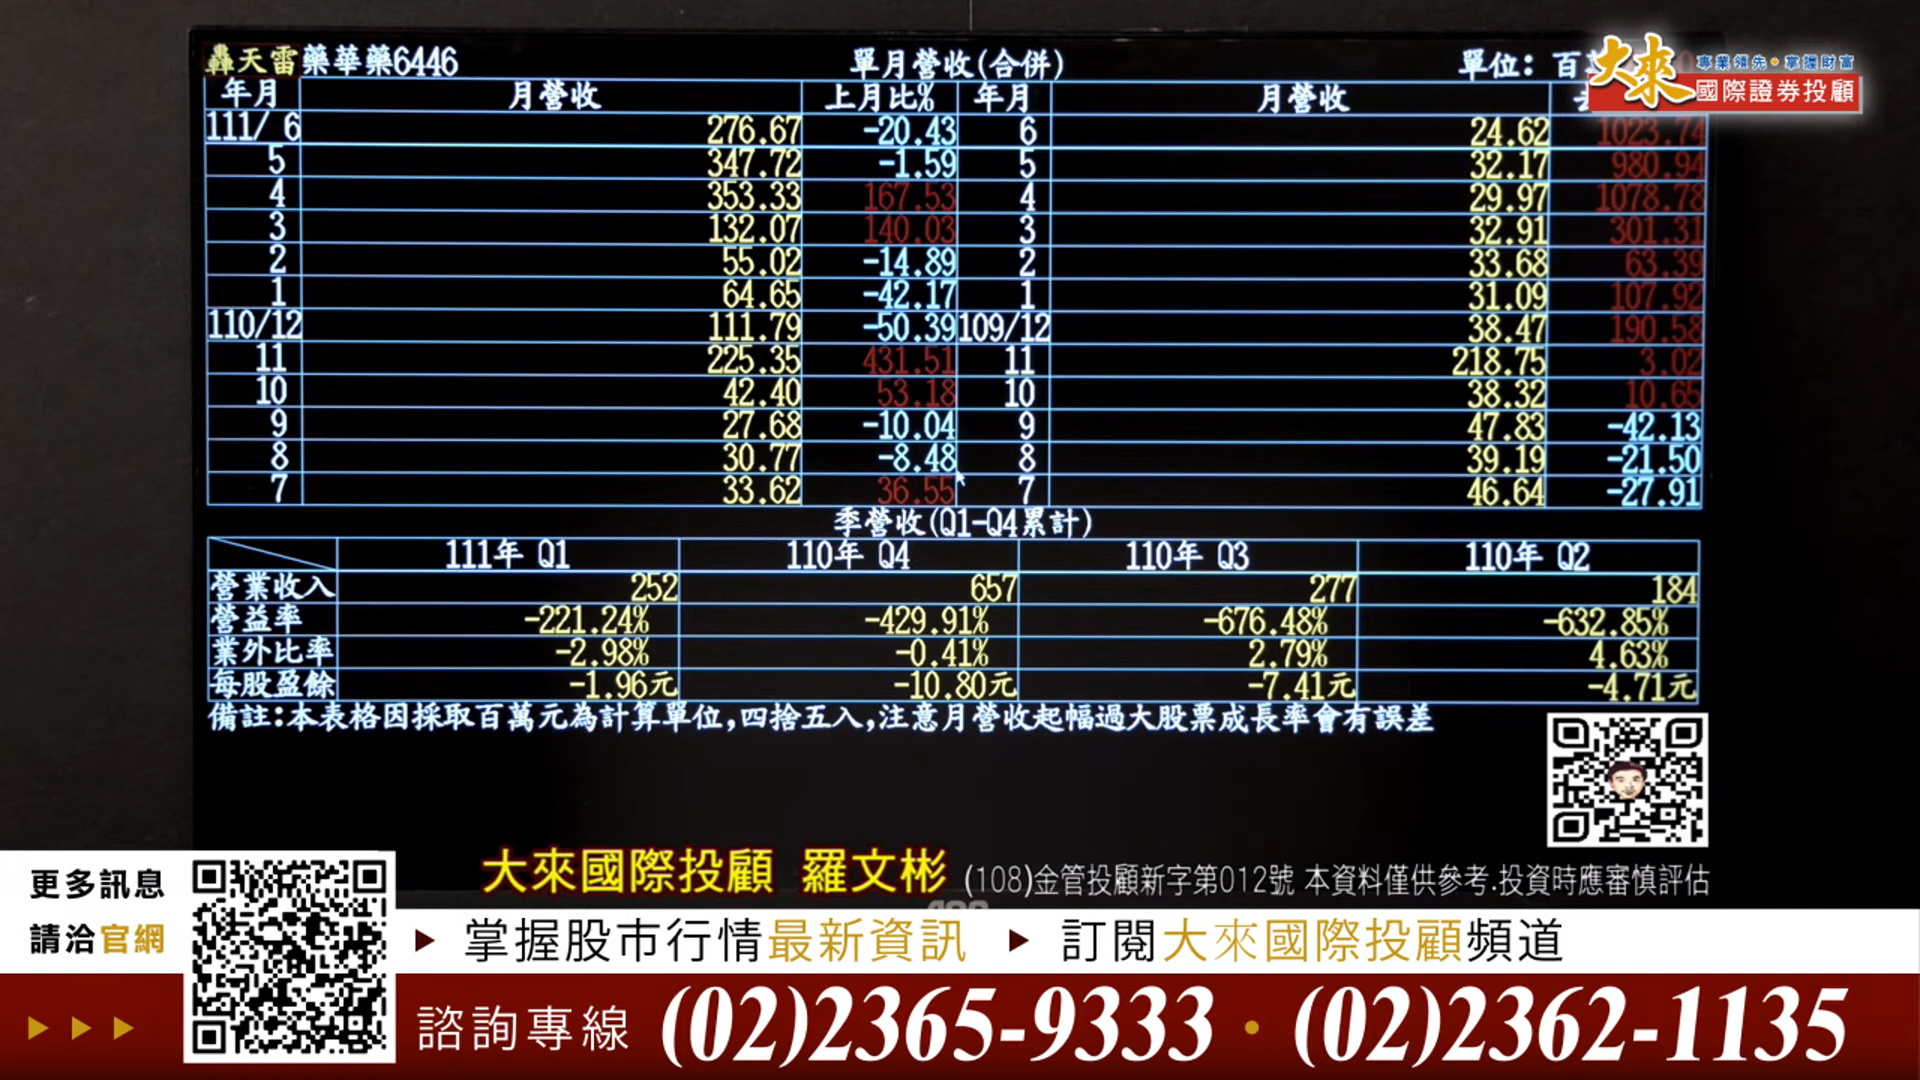 轟天雷 藥華藥6446 單月營收(合併) 單位: 百
大來 專業領先•掌握財富
國際證券投顧
年月 月營收 上月比% 年月 月營收
111/ 6 276.67 -20.43 6 24.62 1023.74
5 347.72 -1.59 5 32.17 980.94
4 353.33 167.53 4 29.97 1078.78
3 132.07 140.03 3 32.91 301.31
2 55.02 -14.89 2 33.68 63.39
1 64.65 -42.17 1 31.09 107.92
110/12 111.79 -50.39 109/12 38.47 190.58
11 225.35 431.51 11 218.75 3.02
10 42.40 53.18 10 38.32 10.65
9 27.68 -10.04 9 47.83 -42.13
8 30.77 -8.48 8 39.19 -21.50
7 33.62 36.55 7 46.64 -27.91
季營收(Q1-Q4累計)
111年 Q1 110年 Q4 110年 Q3 110年 Q2
營業收入 252 657 277 184
營益率 -221.24% -429.91% -676.48% -632.85%
業外比率 -2.98% -0.41% 2.79% 4.63%
每股盈餘 -1.96元 -10.80元 -7.41元 -4.71元
備註:本表格因採取百萬元為計算單位,四捨五入,注意月營收起幅過大股票成長率會有誤差
大來國際投顧 羅文彬 (108)金管投顧新字第012號 本資料僅供參考.投資時應審慎評估
更多訊息
請洽官網
掌握股市行情最新資訊 訂閱大來國際投顧頻道
諮詢專線 (02)2365-9333•(02)2362-1135